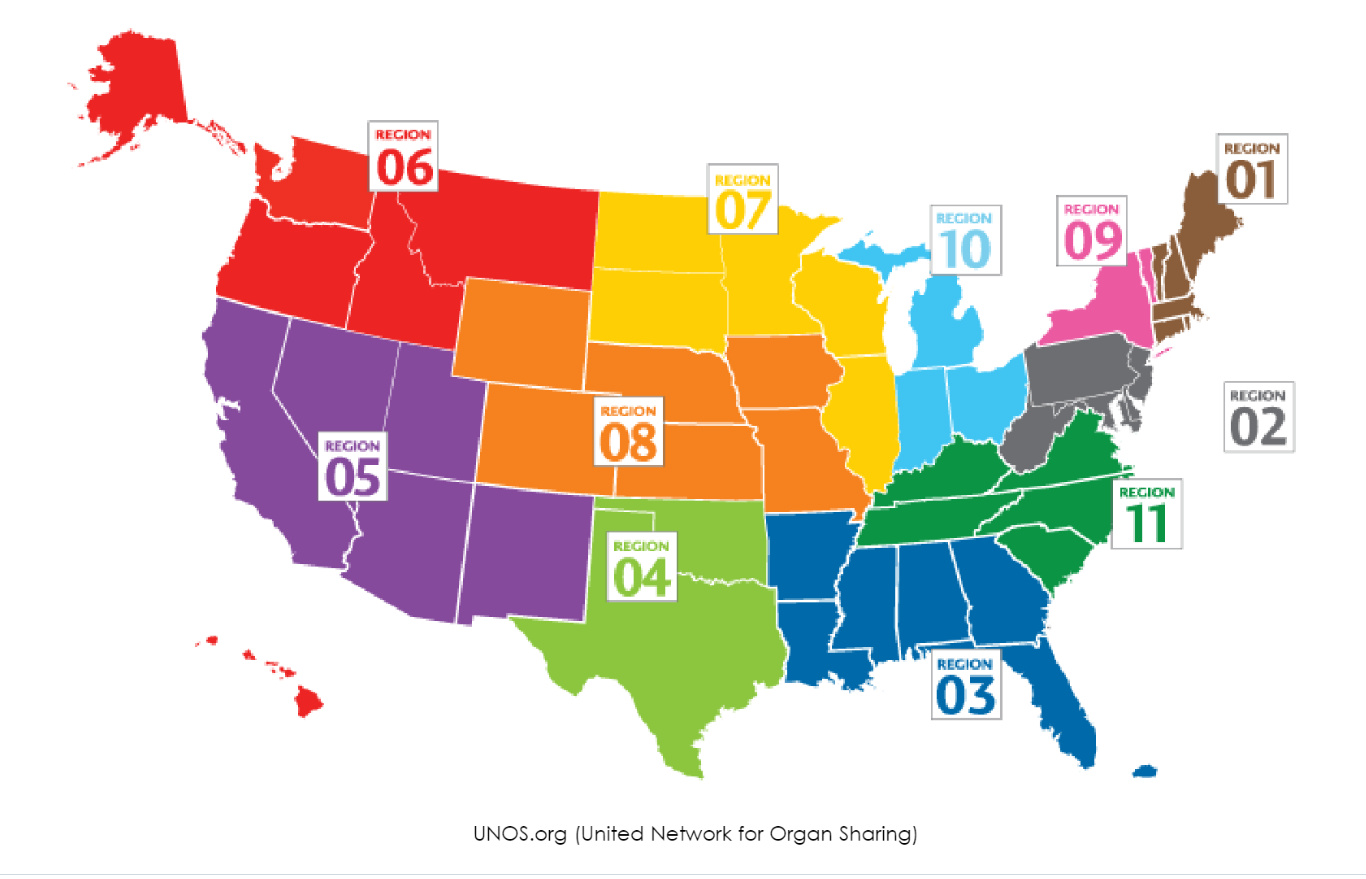 REGION
06
REGION
07
REGION
10
REGION
09
REGION
01
REGION
05
REGION
08
REGION
02
REGION
04
REGION
11
REGION
03
UNOS.org (United Network for Organ Sharing)